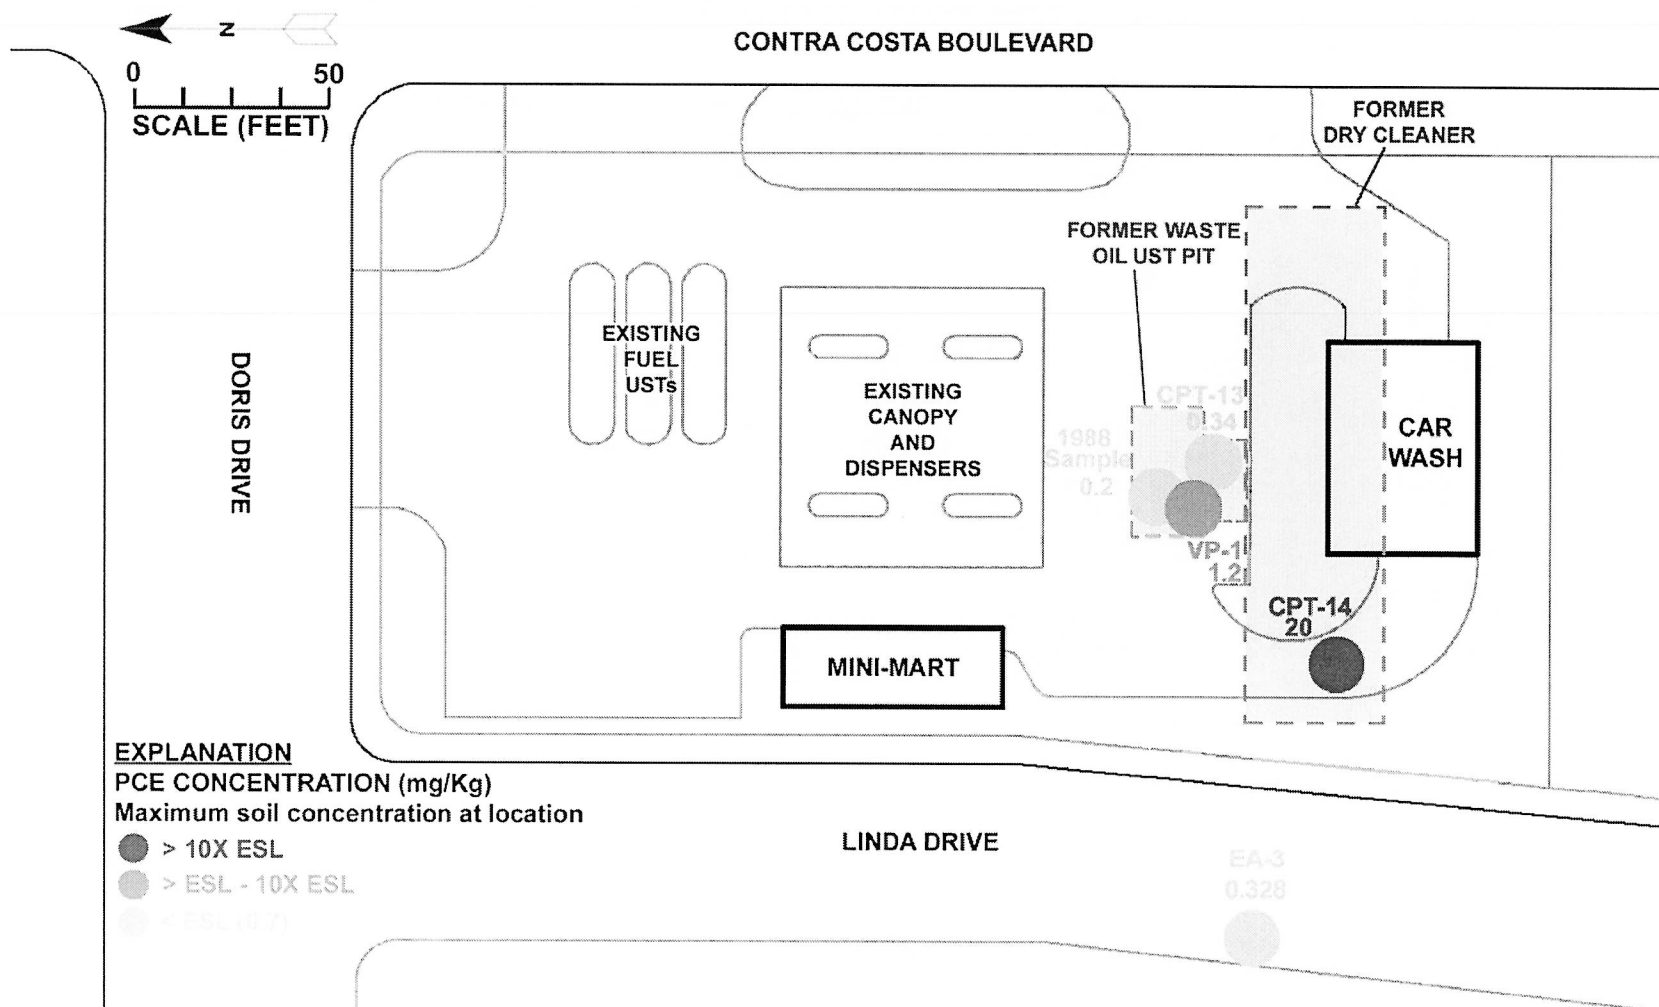 N
0 50
SCALE (FEET)
CONTRA COSTA BOULEVARD
FORMER
DRY CLEANER
FORMER WASTE
OIL UST PIT
EXISTING
FUEL
USTs
EXISTING
CANOPY
AND
DISPENSERS
CPT-13
0.34
1988
Sample
0.2
VP-1
1.2
CAR
WASH
CPT-14
20
DORIS DRIVE
MINI-MART
EXPLANATION
PCE CONCENTRATION (mg/Kg)
Maximum soil concentration at location
> 10X ESL
> ESL - 10X ESL
< ESL
LINDA DRIVE
EA-3
0.328